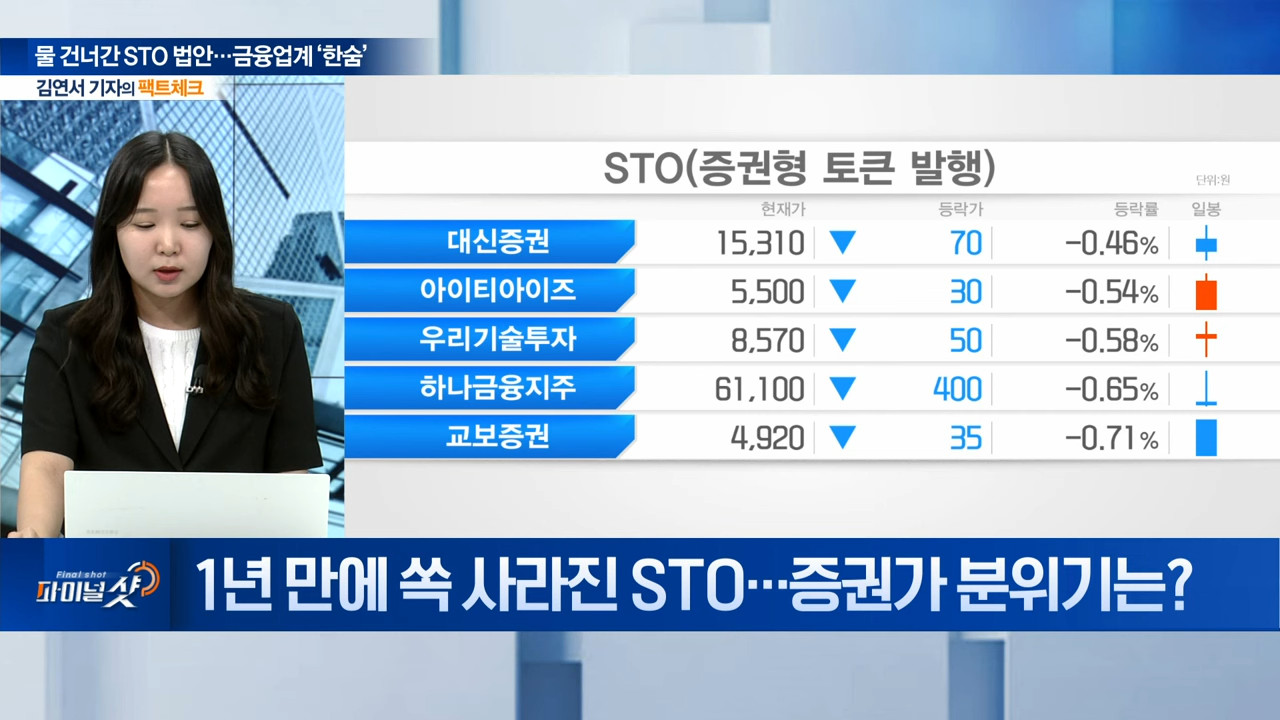 물 건너간 STO 법안…금융업계 ‘한숨’
김연서 기자의 팩트체크
STO(증권형 토큰 발행)
단위:원
현재가 등락가 등락률 일봉
대신증권 15,310 ▼ 70 -0.46%
아이티아이즈 5,500 ▼ 30 -0.54%
우리기술투자 8,570 ▼ 50 -0.58%
하나금융지주 61,100 ▼ 400 -0.65%
교보증권 4,920 ▼ 35 -0.71%
Final shot
파이널샷
1년 만에 쏙 사라진 STO…증권가 분위기는?